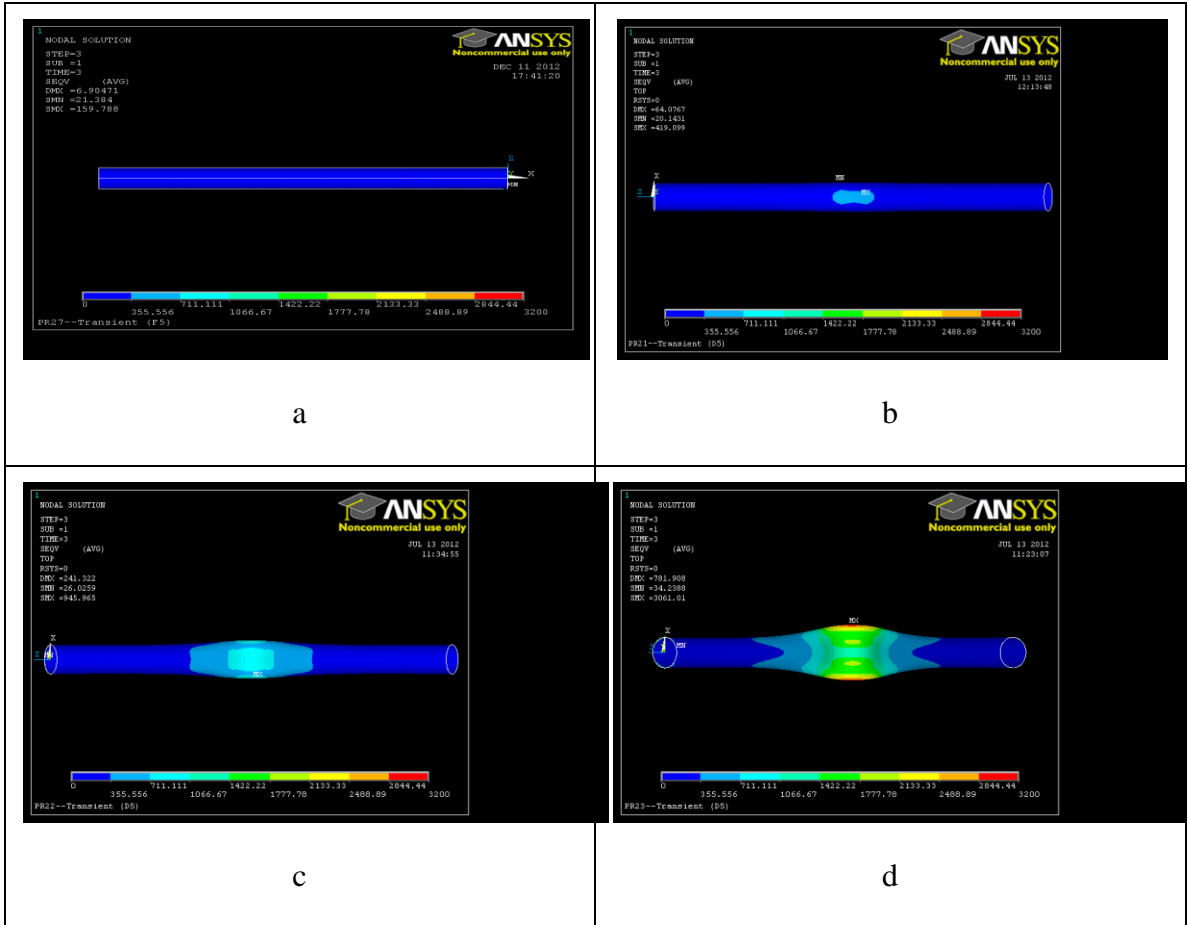 1
NODAL SOLUTION
STEP=3
SUB =1
TIME=3
SEQV (AVG)
DMX =6.90471
SMN =21.384
SMX =159.788
ANSYS
Noncommercial use only
DEC 11 2012
17:41:20
Z
Y X
MN
0 711.111 1422.22 2133.33 2844.44
355.556 1066.67 1777.78 2488.89 3200
PR27--Transient (F5)
a
1
NODAL SOLUTION
STEP=3
SUB =1
TIME=3
SEQV (AVG)
TOP
RSYS=0
DMX =64.0767
SMN =20.1431
SMX =419.099
ANSYS
Noncommercial use only
JUL 13 2012
12:13:48
X
Z Y
MN
MX
0 711.111 1422.22 2133.33 2844.44
355.556 1066.67 1777.78 2488.89 3200
PR21--Transient (D5)
b
1
NODAL SOLUTION
STEP=3
SUB =1
TIME=3
SEQV (AVG)
TOP
RSYS=0
DMX =241.322
SMN =26.0259
SMX =945.965
ANSYS
Noncommercial use only
JUL 13 2012
11:34:55
X
Z
MN
MX
0 711.111 1422.22 2133.33 2844.44
355.556 1066.67 1777.78 2488.89 3200
PR22--Transient (D5)
c
1
NODAL SOLUTION
STEP=3
SUB =1
TIME=3
SEQV (AVG)
TOP
RSYS=0
DMX =781.908
SMN =34.2388
SMX =3061.01
ANSYS
Noncommercial use only
JUL 13 2012
11:23:07
MX
X
MN
0 711.111 1422.22 2133.33 2844.44
355.556 1066.67 1777.78 2488.89 3200
PR23--Transient (D5)
d